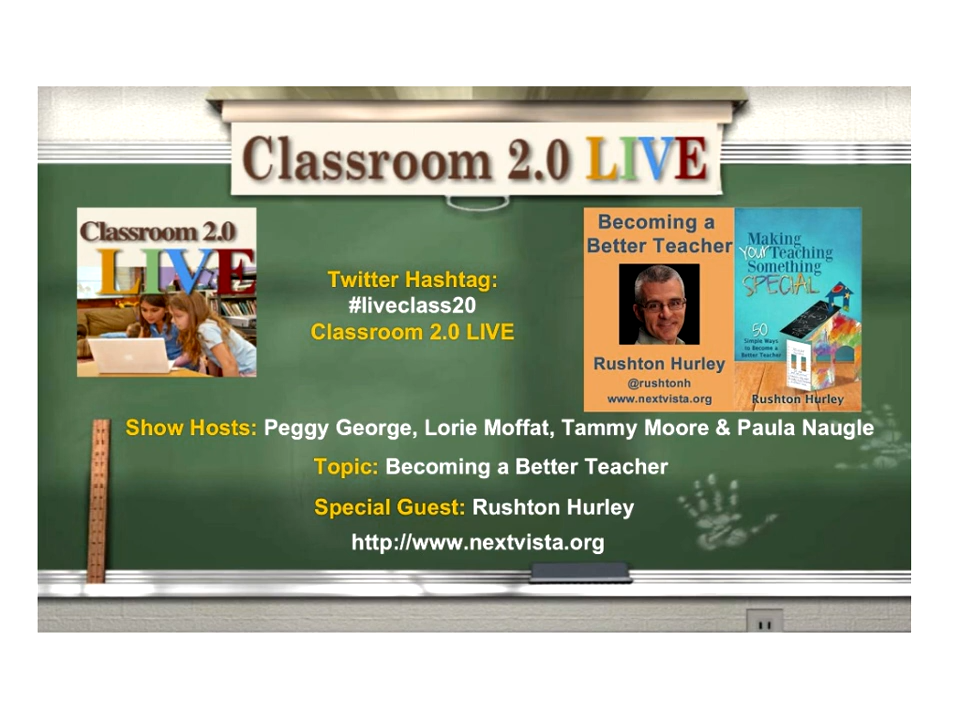 Classroom 2.0 LIVE
Classroom 2.0
LIVE
Twitter Hashtag:
#liveclass20
Classroom 2.0 LIVE
Becoming a
Better Teacher
Rushton Hurley
@rushtonh
www.nextvista.org
Making
YOUR Teaching
Something
SPECIAL
50
Simple Ways
to Become a
Better Teacher
Rushton Hurley
Show Hosts: Peggy George, Lorie Moffat, Tammy Moore & Paula Naugle
Topic: Becoming a Better Teacher
Special Guest: Rushton Hurley
http://www.nextvista.org